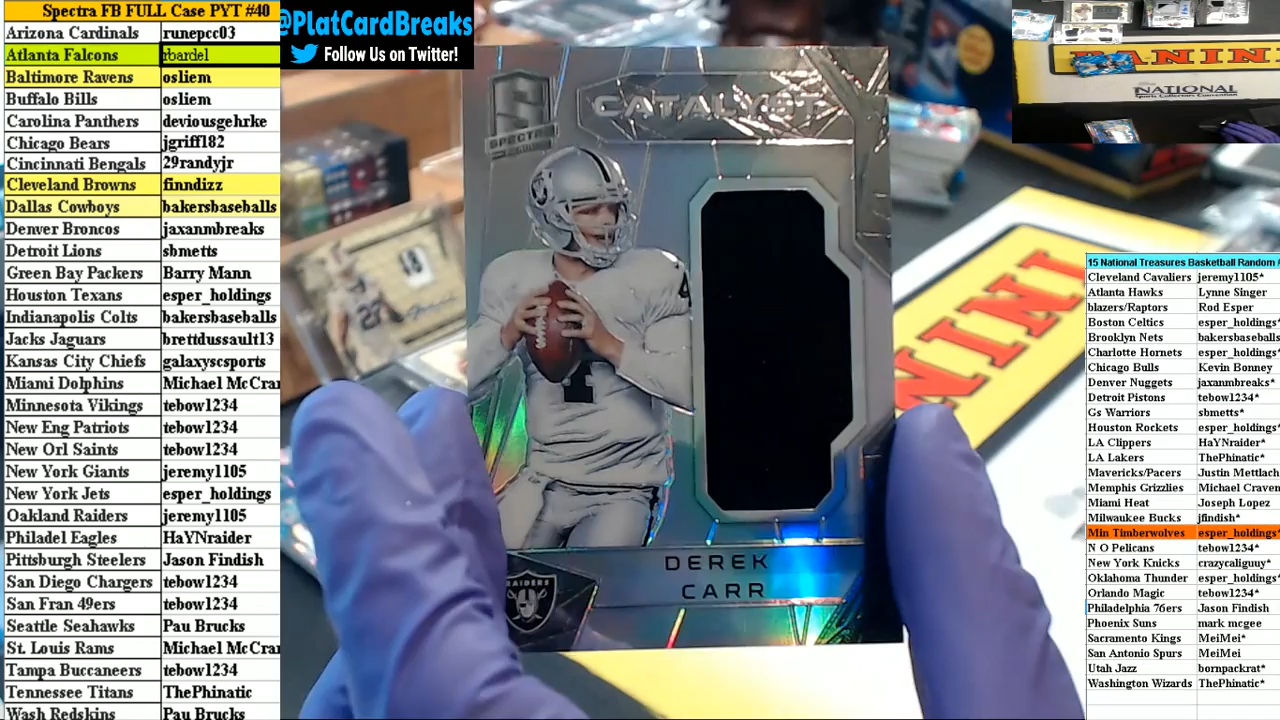 Spectra FB FULL Case PYT #40
Arizona Cardinals runepcc03
Atlanta Falcons rbardel
Baltimore Ravens osliem
Buffalo Bills osliem
Carolina Panthers deviousgehrke
Chicago Bears jgriff182
Cincinnati Bengals 29randyjr
Cleveland Browns finndizz
Dallas Cowboys bakersbaseballs
Denver Broncos jaxanmbreaks
Detroit Lions sbmetts
Green Bay Packers Barry Mann
Houston Texans esper_holdings
Indianapolis Colts bakersbaseballs
Jacks Jaguars brettdussault13
Kansas City Chiefs galaxyscsports
Miami Dolphins Michael McCra
Minnesota Vikings tebow1234
New Eng Patriots tebow1234
New Orl Saints tebow1234
New York Giants jeremy1105
New York Jets esper_holdings
Oakland Raiders jeremy1105
Philadel Eagles HaYNraider
Pittsburgh Steelers Jason Findish
San Diego Chargers tebow1234
San Fran 49ers tebow1234
Seattle Seahawks Pau Brucks
St. Louis Rams Michael McCra
Tampa Buccaneers tebow1234
Tennessee Titans ThePhinatic
Wash Redskins Pau Brucks
@PlatCardBreaks
Follow Us on Twitter!
CATALYST
SPECTRA
4
4
DEREK
CARR
RAIDERS
PANINI
PANINI
NATIONAL
15 National Treasures Basketball Random
Cleveland Cavaliers jeremy1105*
Atlanta Hawks Lynne Singer
blazers/Raptors Rod Esper
Boston Celtics esper_holdings*
Brooklyn Nets bakersbaseballs
Charlotte Hornets esper_holdings*
Chicago Bulls Kevin Bonney
Denver Nuggets jaxanmbreaks*
Detroit Pistons tebow1234*
Gs Warriors sbmetts*
Houston Rockets esper_holdings*
LA Clippers HaYNraider*
LA Lakers ThePhinatic*
Mavericks/Pacers Justin Mettlach
Memphis Grizzlies Michael Craven
Miami Heat Joseph Lopez
Milwaukee Bucks jfindish*
Min Timberwolves esper_holdings*
N O Pelicans tebow1234*
New York Knicks crazycaliguuy*
Oklahoma Thunder esper_holdings*
Orlando Magic tebow1234*
Philadelphia 76ers Jason Findish
Phoenix Suns mark mcgee
Sacramento Kings MeiMei*
San Antonio Spurs MeiMei
Utah Jazz bornpackrat*
Washington Wizards ThePhinatic*